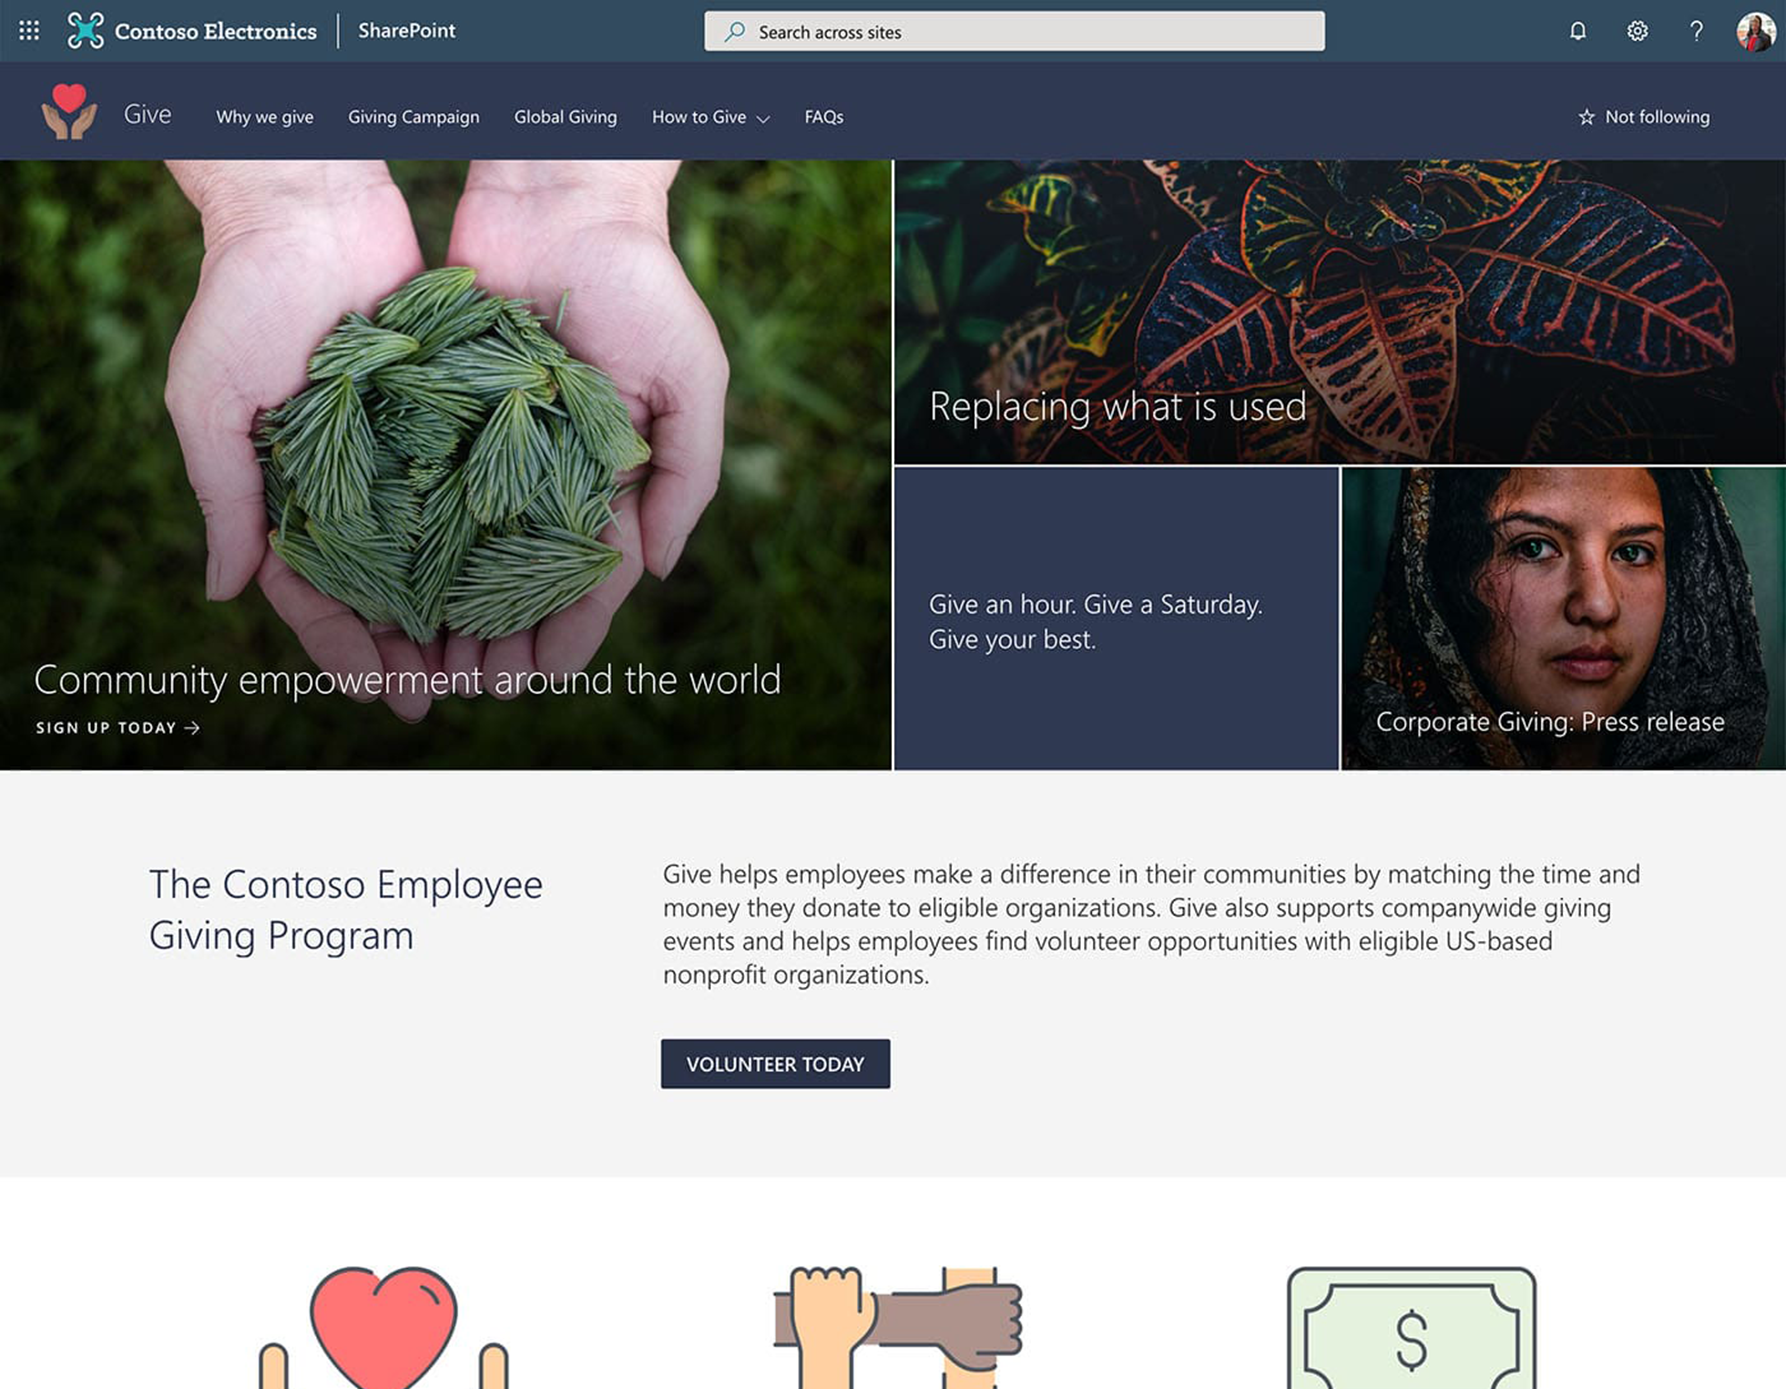 Contoso Electronics
SharePoint
Search across sites
?
Give
Why we give
Giving Campaign
Global Giving
How to Give
FAQs
Not following
Community empowerment around the world
SIGN UP TODAY →
Replacing what is used
Give an hour. Give a Saturday.
Give your best.
Corporate Giving: Press release
The Contoso Employee
Giving Program
Give helps employees make a difference in their communities by matching the time and
money they donate to eligible organizations. Give also supports companywide giving
events and helps employees find volunteer opportunities with eligible US-based
nonprofit organizations.
VOLUNTEER TODAY
$